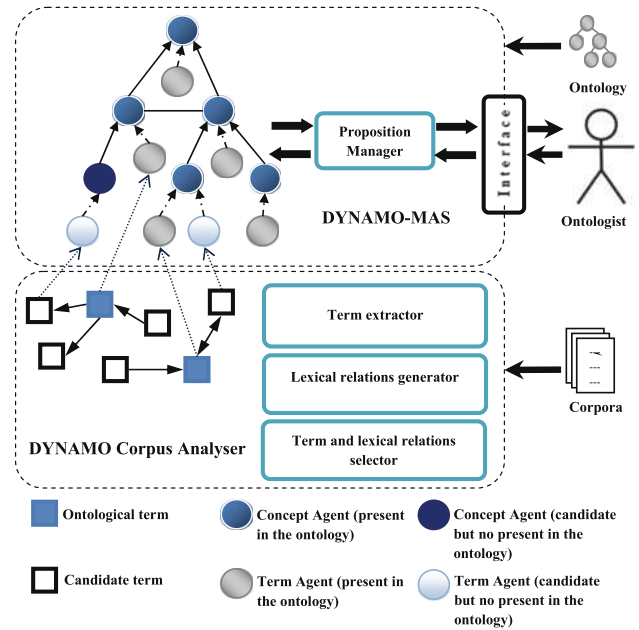 Ontology
Proposition
Manager
Interface
Ontologist
DYNAMO-MAS
Term extractor
Lexical relations generator
Corpora
DYNAMO Corpus Analyser
Term and lexical relations
selector
Ontological term
Concept Agent (present
in the ontology)
Concept Agent (candidate
but no present in the
ontology)
Candidate term
Term Agent (present in
the ontology)
Term Agent (candidate
but no present in the
ontology)